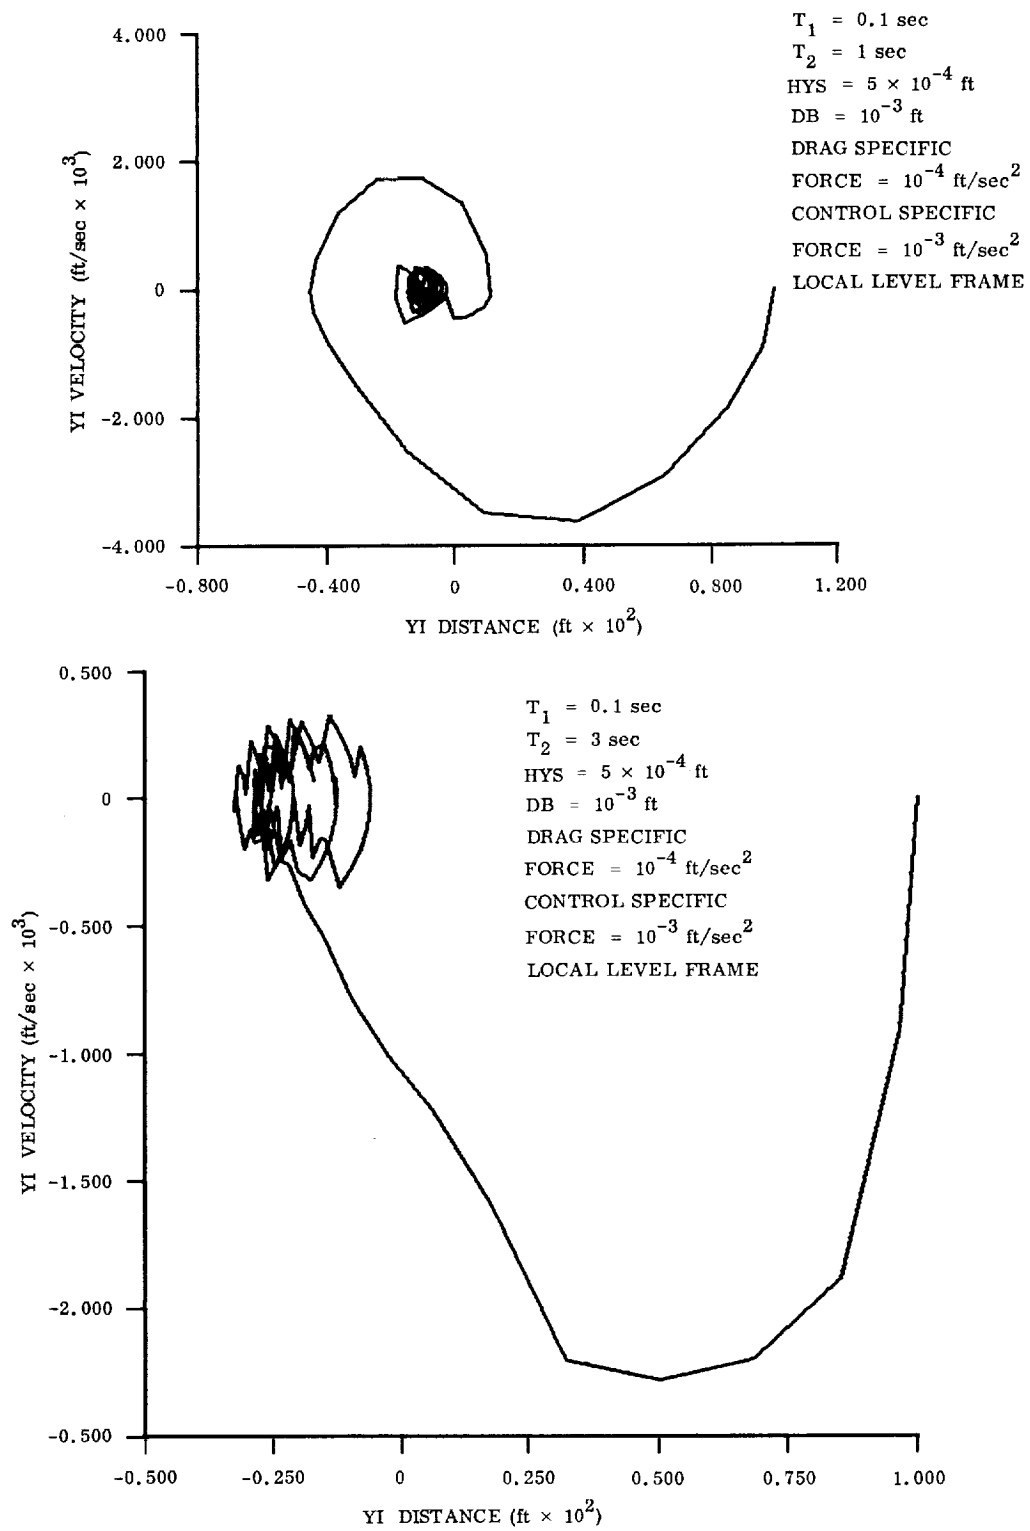 T1 = 0.1 sec
T2 = 1 sec
HYS = 5 × 10^-4 ft
DB = 10^-3 ft
DRAG SPECIFIC
FORCE = 10^-4 ft/sec^2
CONTROL SPECIFIC
FORCE = 10^-3 ft/sec^2
LOCAL LEVEL FRAME
4.000
2.000
0
-2.000
-4.000
YI VELOCITY (ft/sec × 10^3)
-0.800 -0.400 0 0.400 0.800 1.200
YI DISTANCE (ft × 10^2)
T1 = 0.1 sec
T2 = 3 sec
HYS = 5 × 10^-4 ft
DB = 10^-3 ft
DRAG SPECIFIC
FORCE = 10^-4 ft/sec^2
CONTROL SPECIFIC
FORCE = 10^-3 ft/sec^2
LOCAL LEVEL FRAME
0.500
0
-0.500
-1.000
-1.500
-2.000
-0.500
YI VELOCITY (ft/sec × 10^3)
-0.500 -0.250 0 0.250 0.500 0.750 1.000
YI DISTANCE (ft × 10^2)